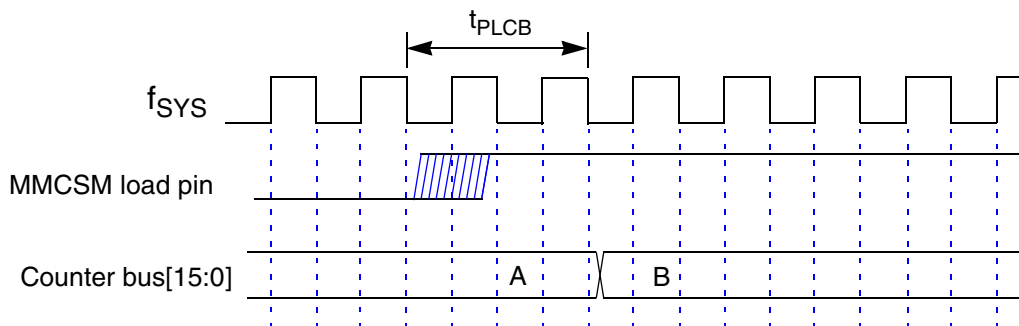 tPLCB
fSYS
MMCSM load pin
Counter bus[15:0]
A
B